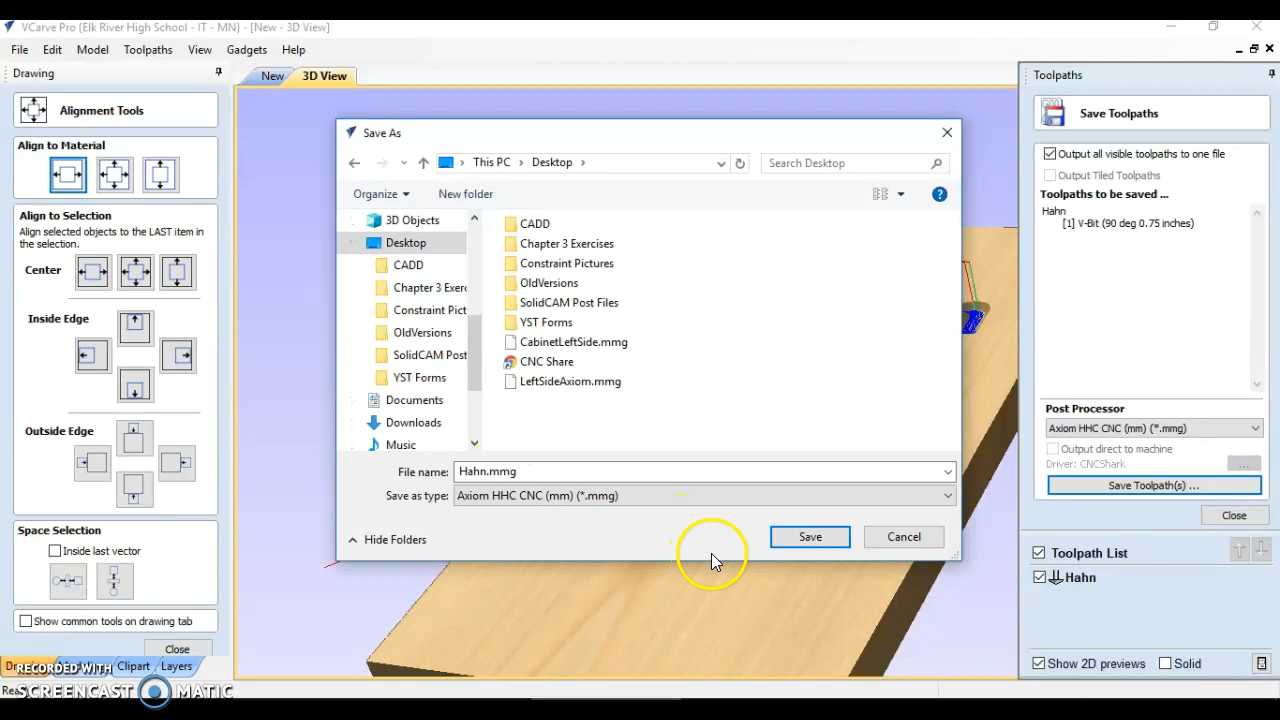 VCarve Pro (Elk River High School - IT - MN) - [New - 3D View]
File Edit Model Toolpaths View Gadgets Help
Drawing
Alignment Tools
Align to Material
Align to Selection
Align selected objects to the LAST item in the selection.
Center
Inside Edge
Outside Edge
Space Selection
Inside last vector
Show common tools on drawing tab
Close
Clipart Layers
RECORDED WITH
SCREENCAST MATIC
New 3D View
Save As
This PC Desktop
Search Desktop
Organize New folder
3D Objects
Desktop
CADD
Chapter 3 Exerc
Constraint Pict
OldVersions
SolidCAM Post
YST Forms
Documents
Downloads
Music
CADD
Chapter 3 Exercises
Constraint Pictures
OldVersions
SolidCAM Post Files
YST Forms
CabinetLeftSide.mmg
CNC Share
LeftSideAxiom.mmg
File name: Hahn.mmg
Save as type: Axiom HHC CNC (mm) (*.mmg)
Hide Folders
Save Cancel
Toolpaths
Save Toolpaths
Output all visible toolpaths to one file
Output Tiled Toolpaths
Toolpaths to be saved ...
Hahn
[1] V-Bit (90 deg 0.75 inches)
Post Processor
Axiom HHC CNC (mm) (*.mmg)
Output direct to machine
Driver: CNCShark
...
Save Toolpath(s) ...
Close
Toolpath List
Hahn
Show 2D previews Solid